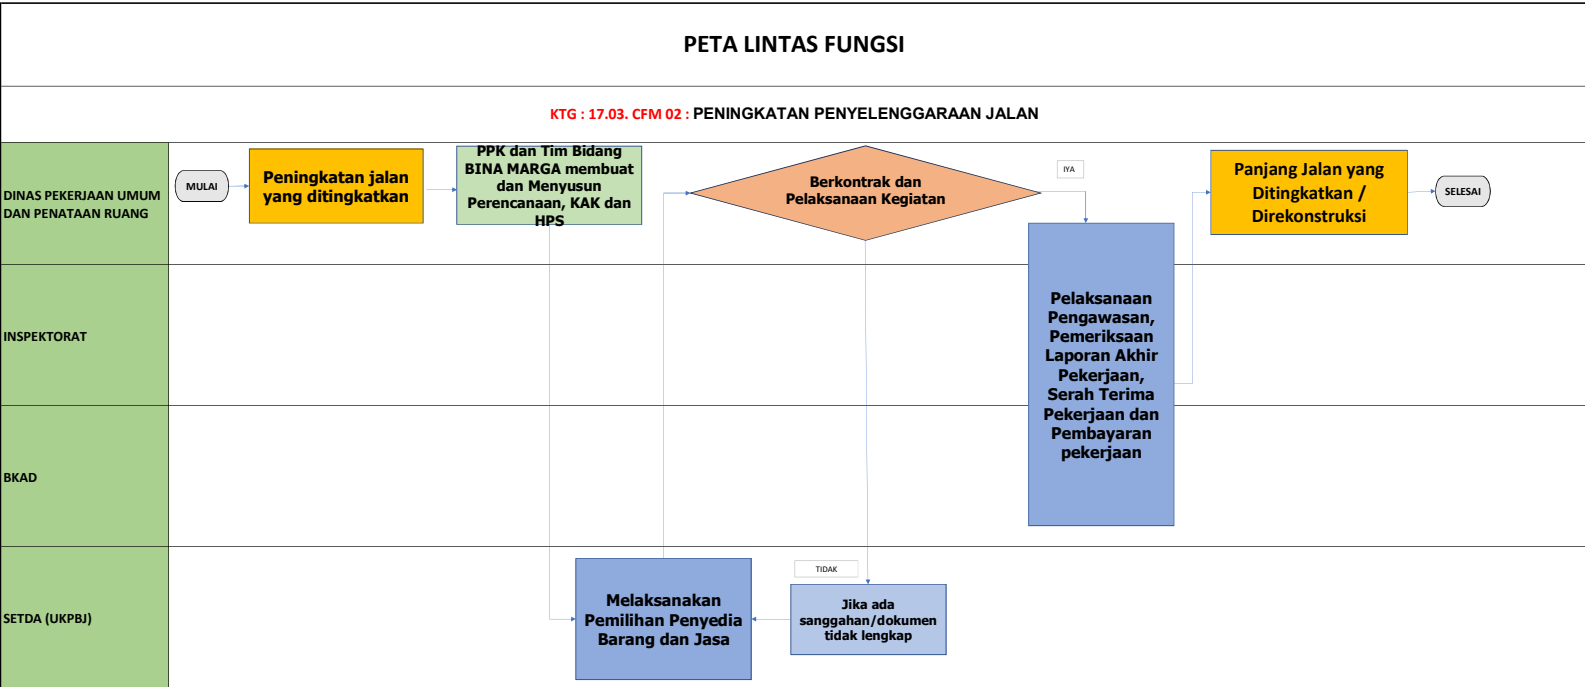 PETA LINTAS FUNGSI
KTG : 17.03. CFM 02 : PENINGKATAN PENYELENGGARAAN JALAN
DINAS PEKERJAAN UMUM
DAN PENATAAN RUANG
MULAI
Peningkatan jalan
yang ditingkatkan
PPK dan Tim Bidang
BINA MARGA membuat
dan Menyusun
Perencanaan, KAK dan
HPS
Berkontrak dan
Pelaksanaan Kegiatan
IYA
Panjang Jalan yang
Ditingkatkan /
Direkonstruksi
SELESAI
INSPEKTORAT
Pelaksanaan
Pengawasan,
Pemeriksaan
Laporan Akhir
Pekerjaan,
Serah Terima
Pekerjaan dan
Pembayaran
pekerjaan
BKAD
SETDA (UKPBJ)
Melaksanakan
Pemilihan Penyedia
Barang dan Jasa
TIDAK
Jika ada
sanggahan/dokumen
tidak lengkap